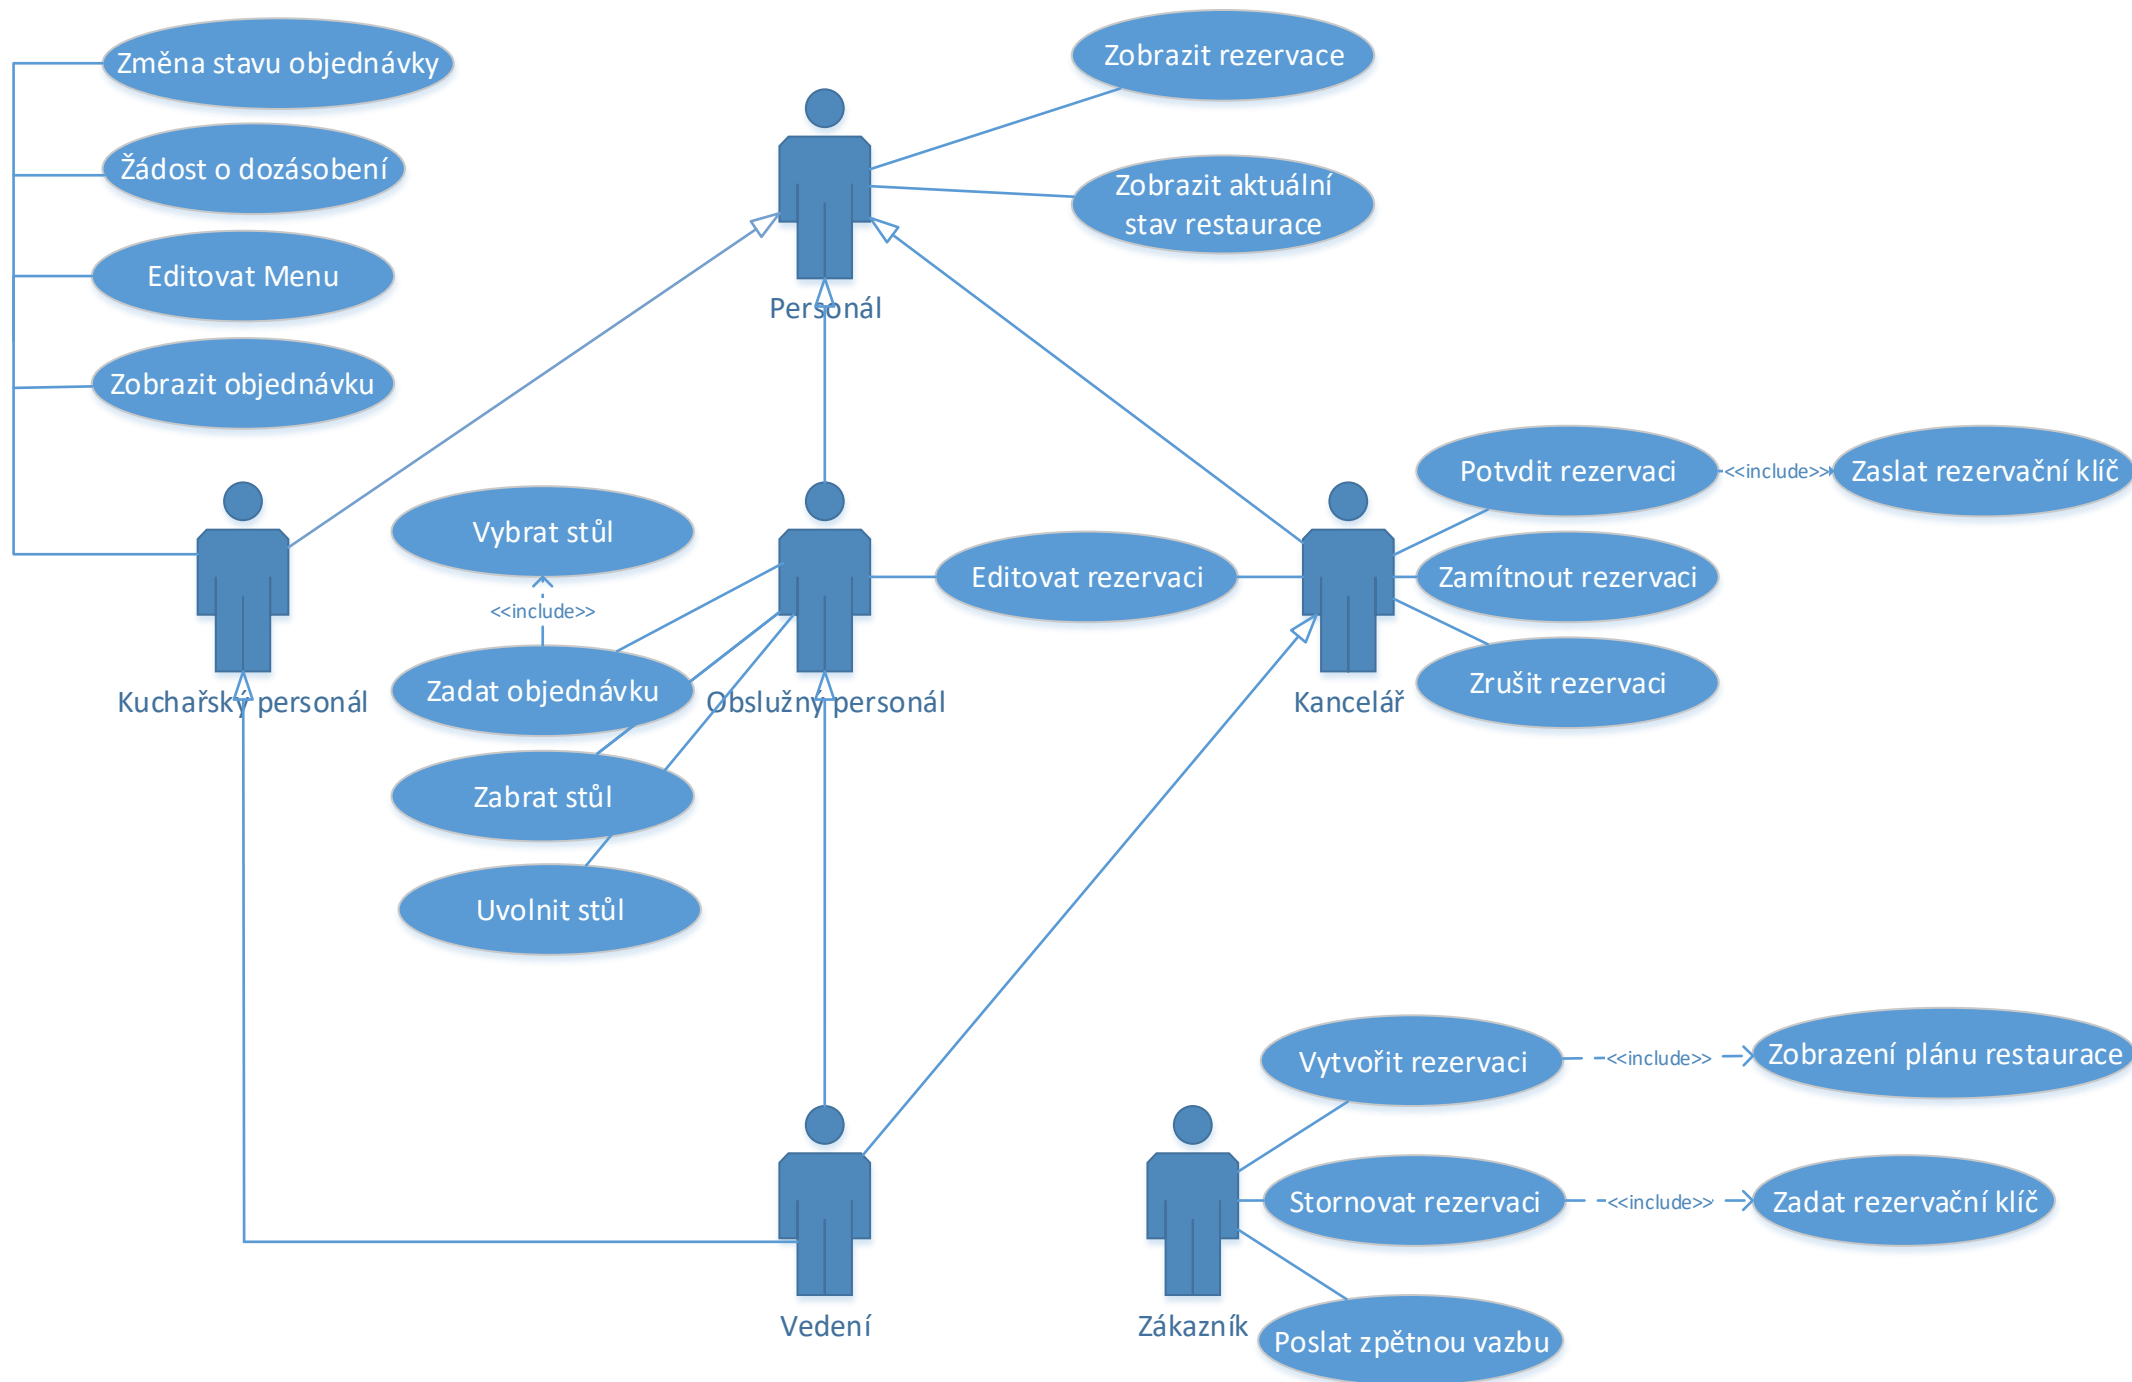 Změna stavu objednávky
Zobrazit rezervace
Žádost o dozásobení
Zobrazit aktuální
stav restaurace
Editovat Menu
Personál
Zobrazit objednávku
Potvdit rezervaci
<<include>>
Zaslat rezervační klíč
Vybrat stůl
Editovat rezervaci
Zamítnout rezervaci
<<include>>
Zadat objednávku
Zrušit rezervaci
Kuchařský personál
Obslužný personál
Kancelář
Zabrat stůl
Uvolnit stůl
Vytvořit rezervaci
<<include>>
Zobrazení plánu restaurace
Stornovat rezervaci
<<include>>
Zadat rezervační klíč
Vedení
Zákazník
Poslat zpětnou vazbu